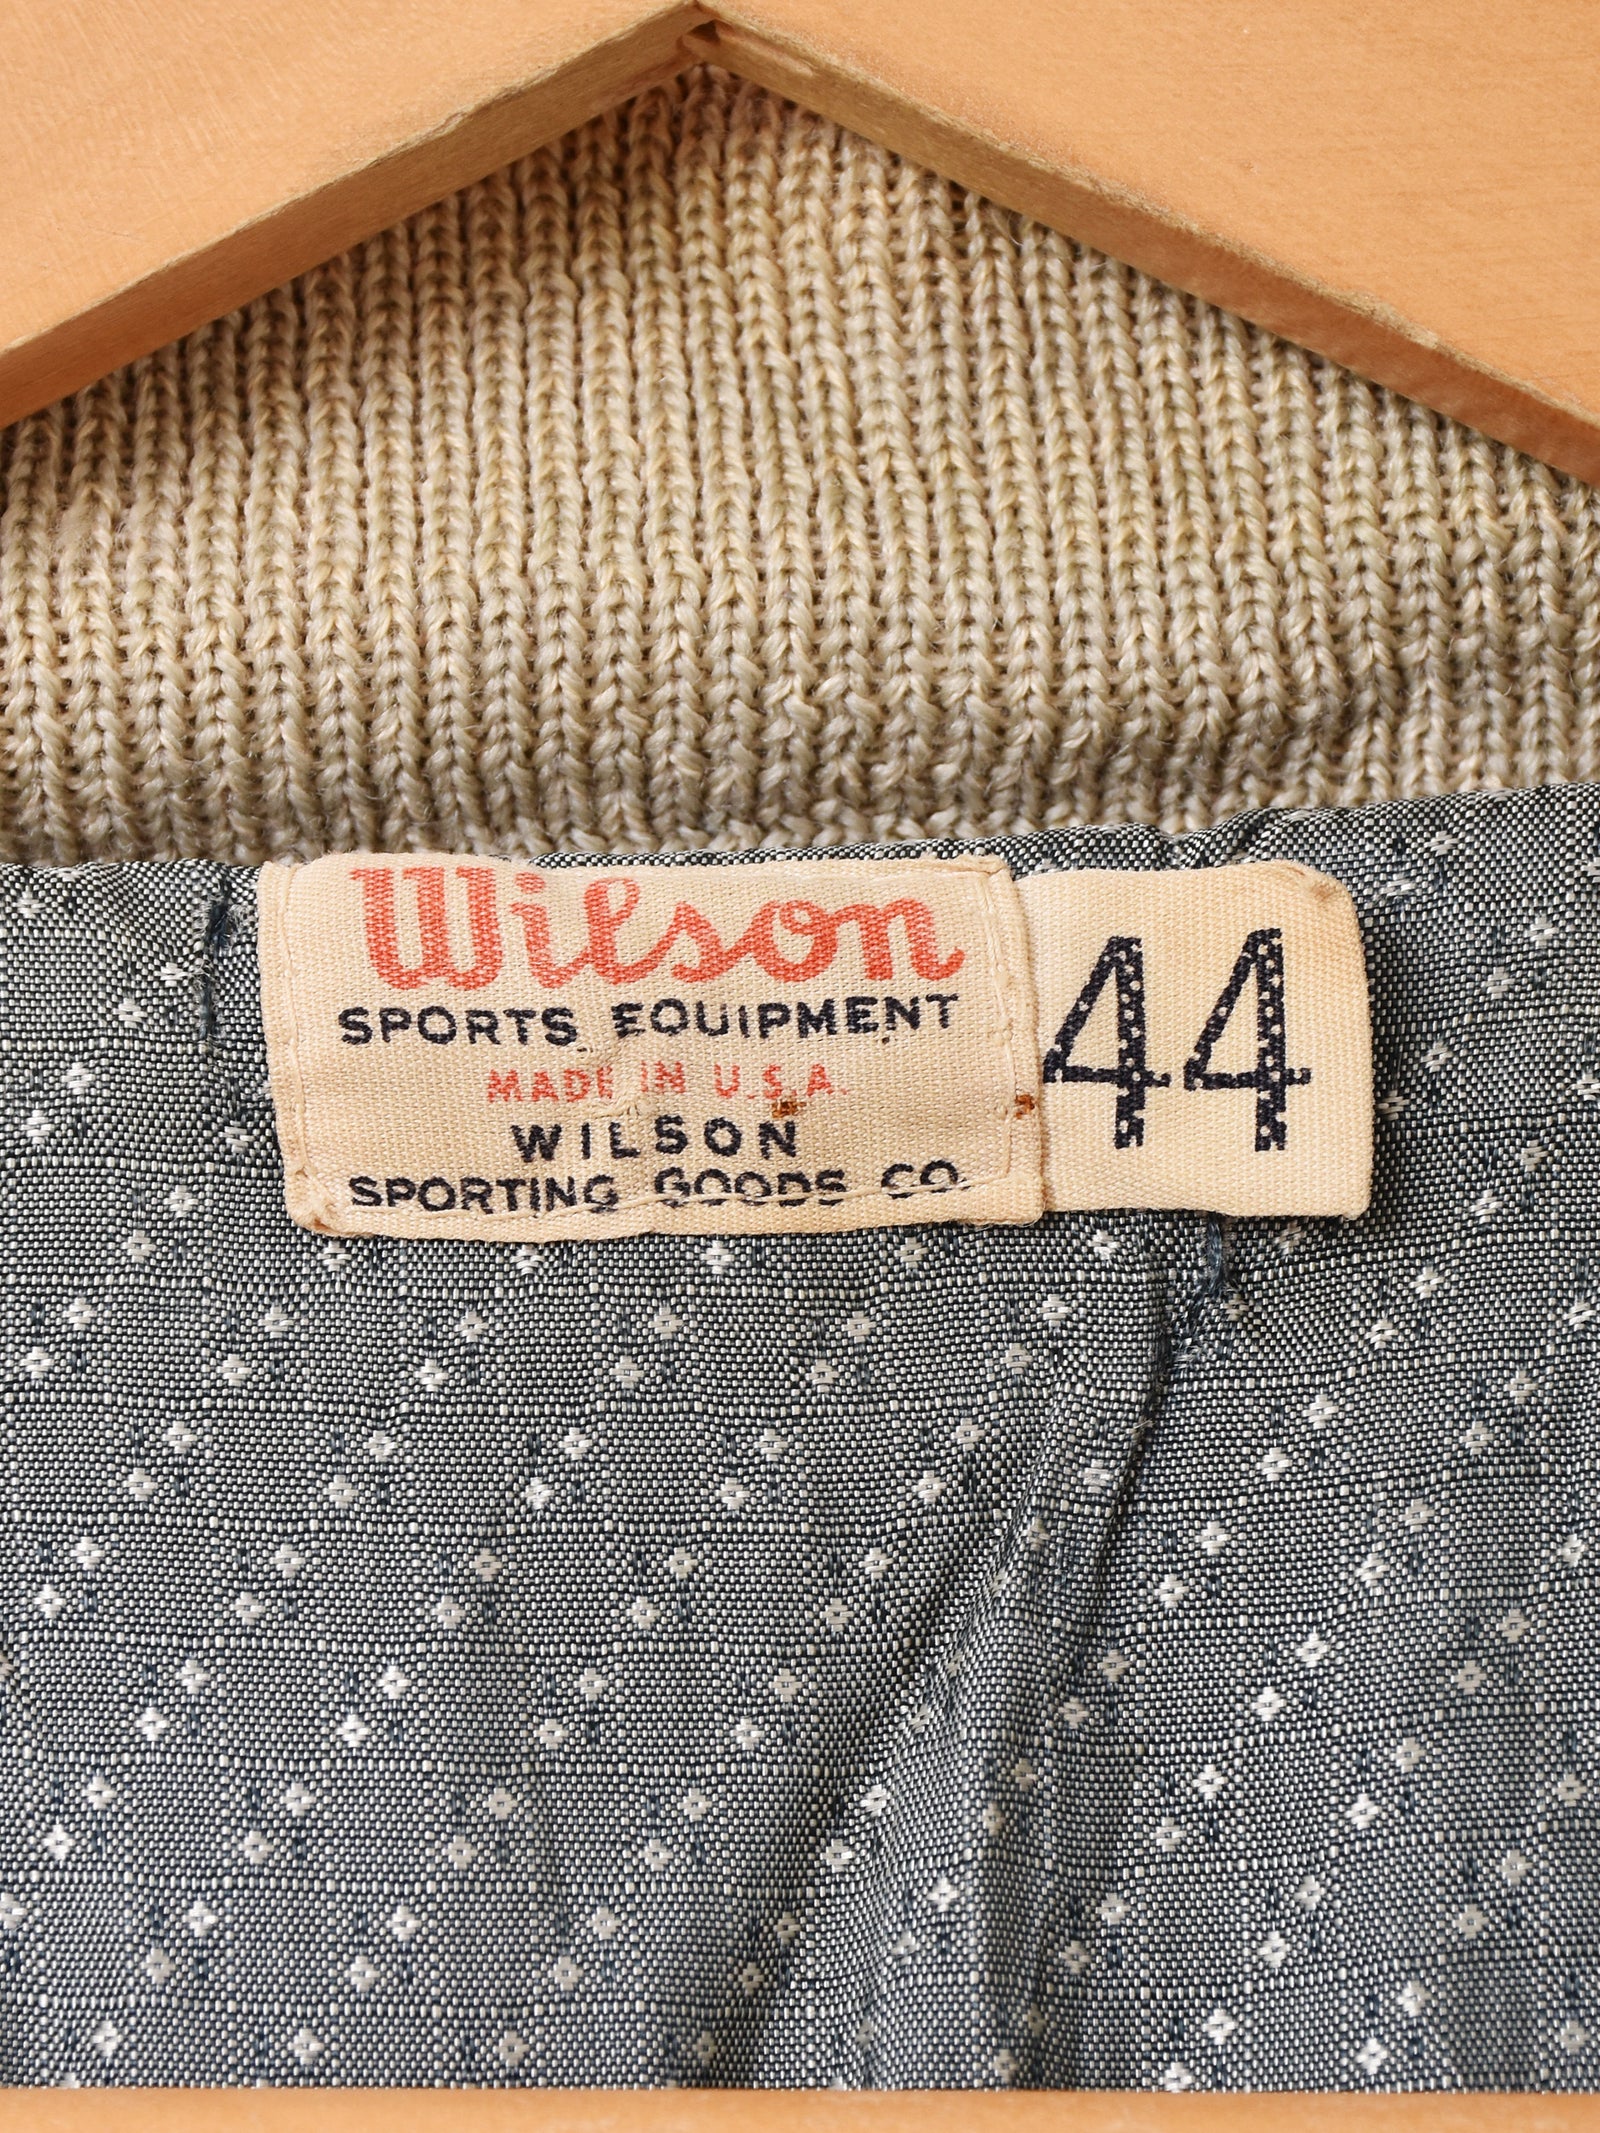 Wilson
SPORTS EQUIPMENT
MADE IN U.S.A.
WILSON
SPORTING GOODS CO.
44